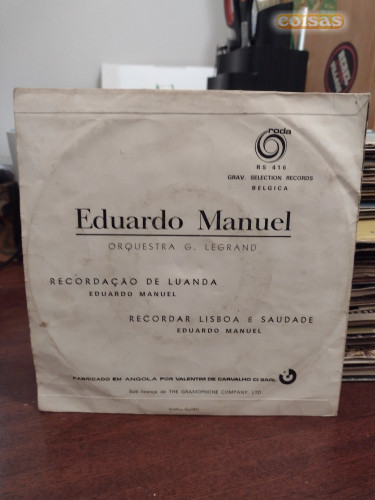 coisas
roda
RS 416
GRAV. SELECTION RECORDS
BELGICA
Eduardo Manuel
ORQUESTRA G. LEGRAND
RECORDAÇÃO DE LUANDA
EDUARDO MANUEL
RECORDAR LISBOA E SAUDADE
EDUARDO MANUEL
FABRICADO EM ANGOLA POR VALENTIM DE CARVALHO CI SARL
Sob licença de THE GRAMOPHONE COMPANY, LTD.